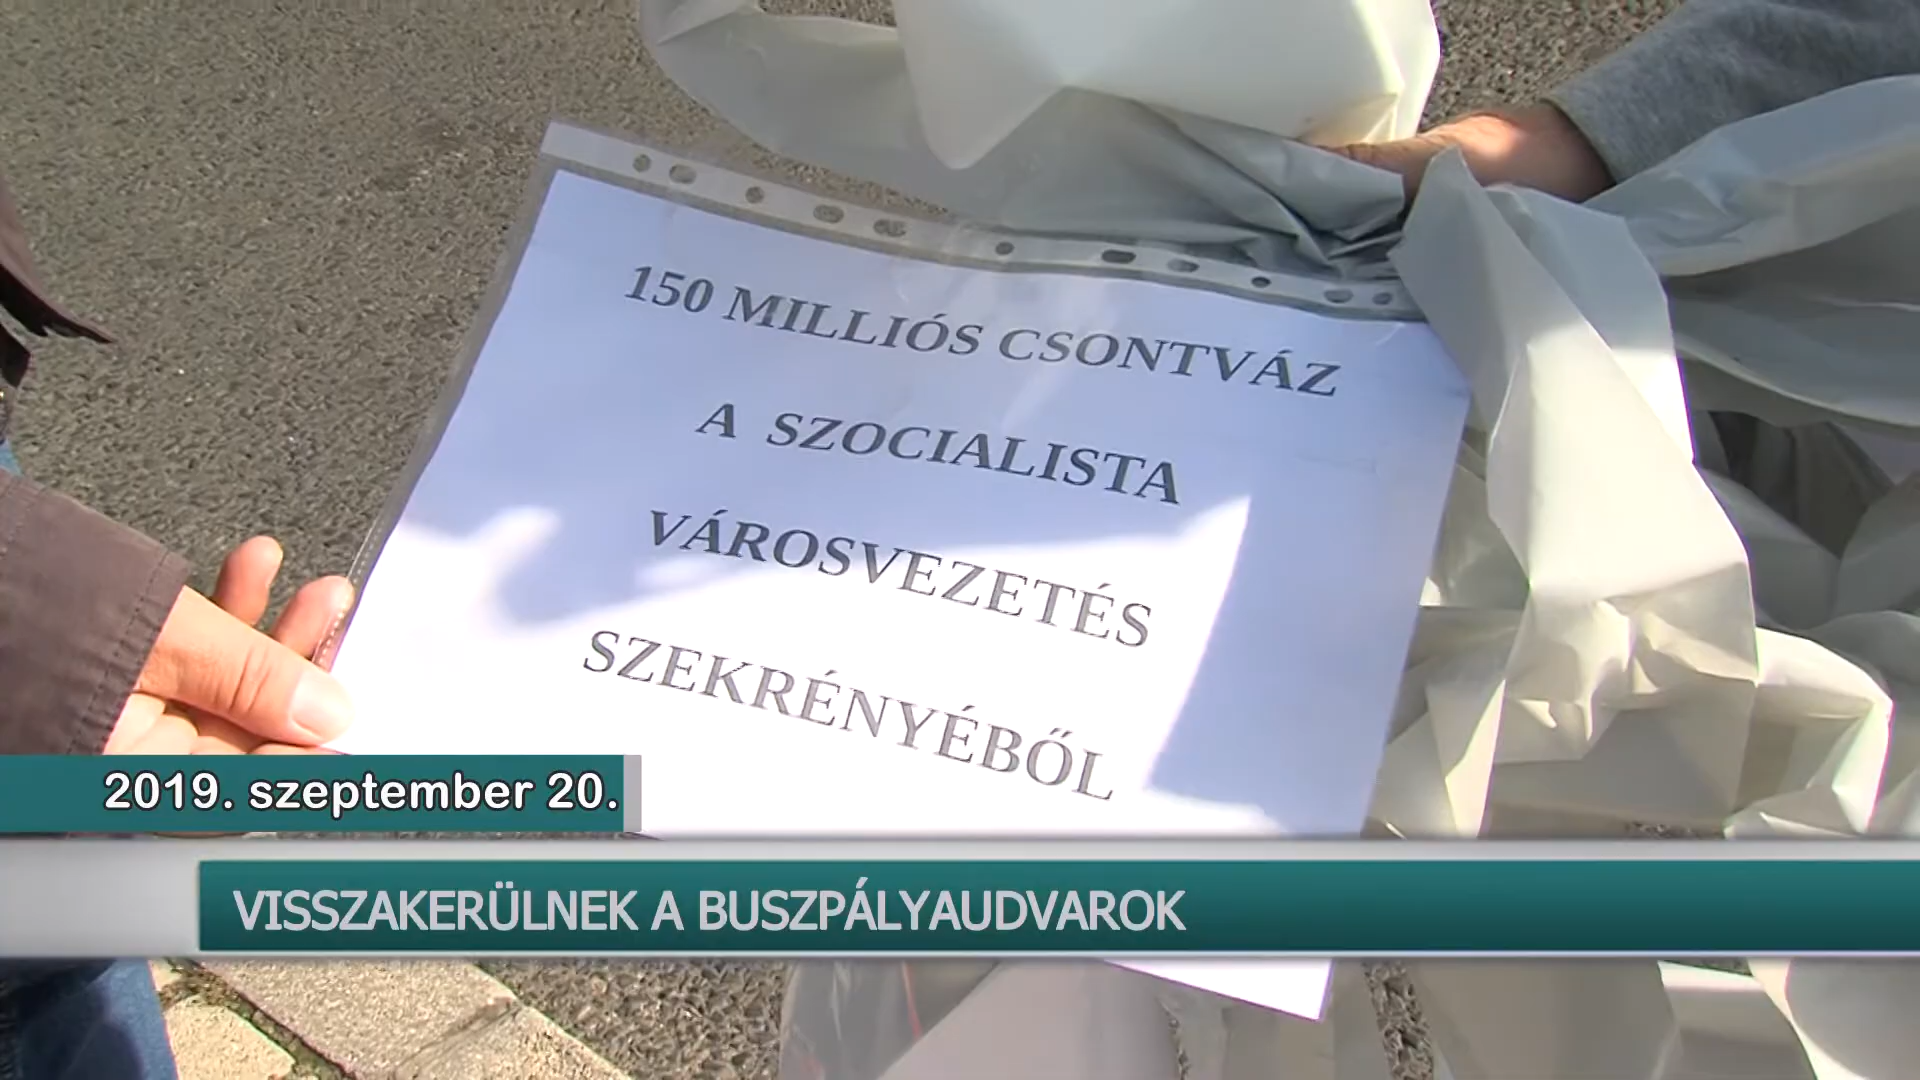 150 MILLIÓS CSONTVÁZ
A SZOCIALISTA
VÁROSVEZETÉS
SZEKRÉNYÉBŐL
2019. szeptember 20.
VISSZAKERÜLNEK A BUSZPÁLYAUDVAROK